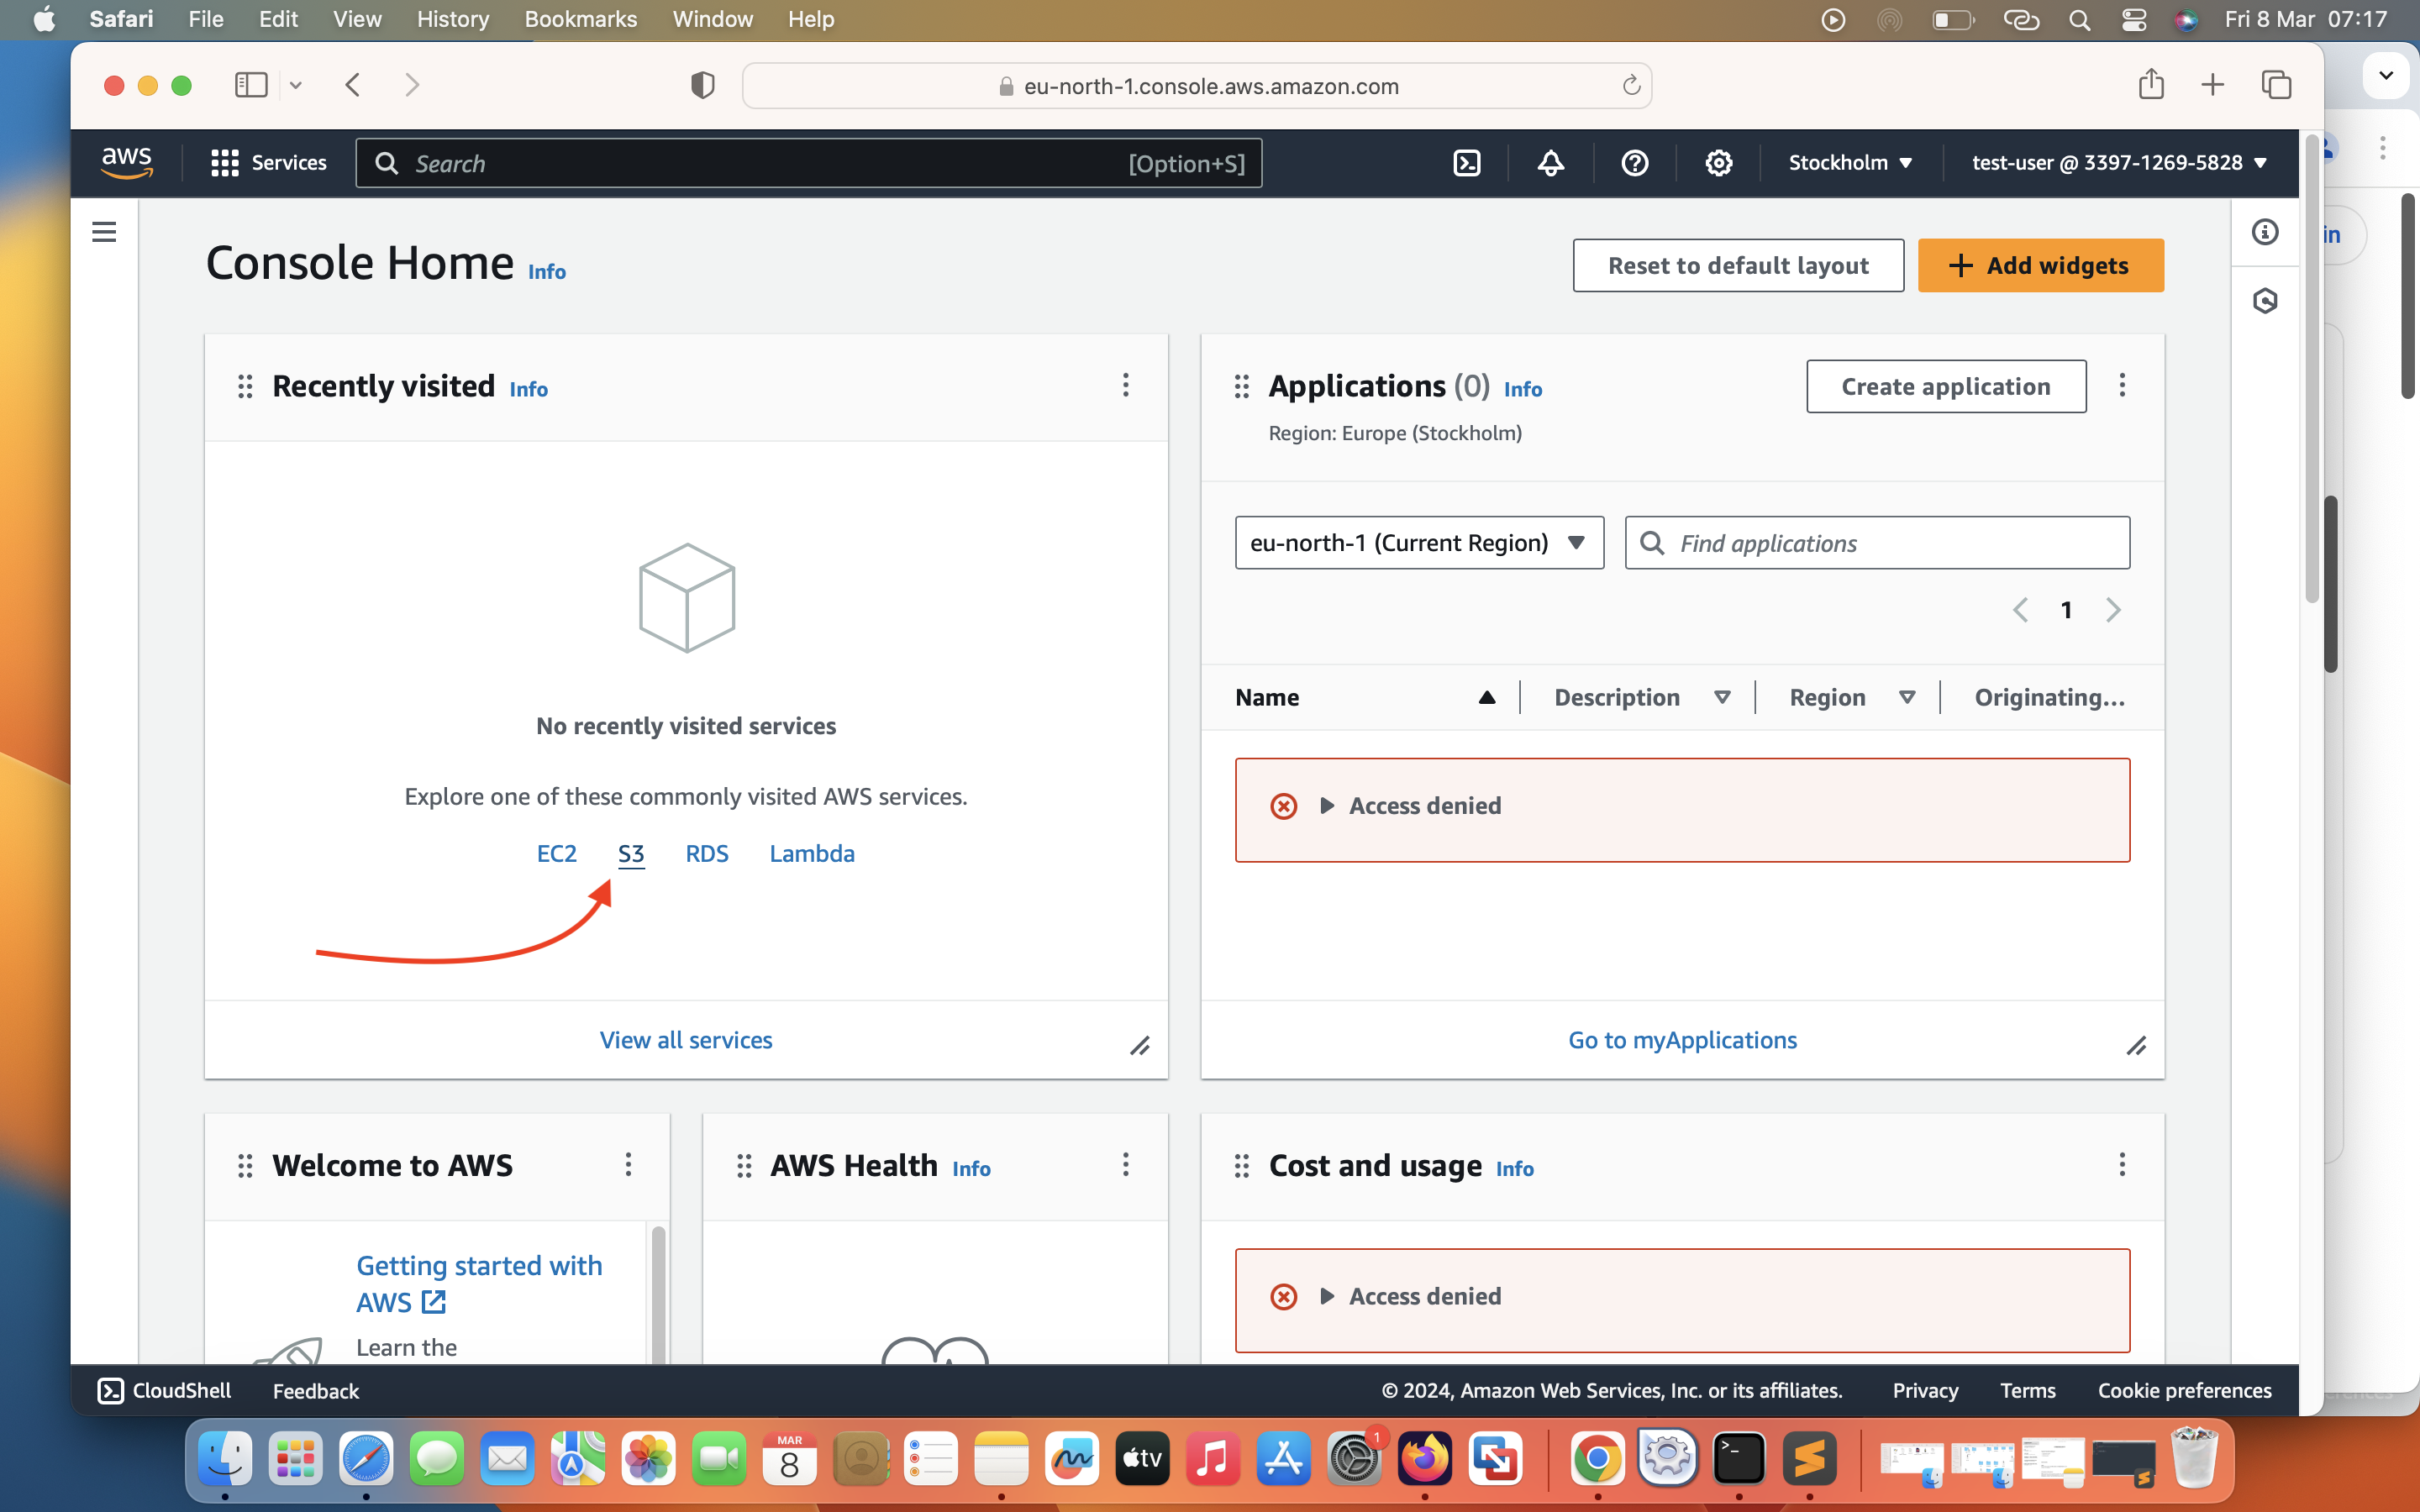 Safari File Edit View History Bookmarks Window Help Fri 8 Mar 07:17
eu-north-1.console.aws.amazon.com
aws Services Search [Option+S] Stockholm test-user @ 3397-1269-5828
in
Console Home Info
Reset to default layout
Add widgets
Recently visited Info
No recently visited services
Explore one of these commonly visited AWS services.
EC2 S3 RDS Lambda
View all services
Applications (0) Info
Create application
Region: Europe (Stockholm)
eu-north-1 (Current Region)
Find applications
1
Name Description Region Originating...
Access denied
Go to myApplications
Welcome to AWS
Getting started with
AWS
Learn the
AWS Health Info
Cost and usage Info
Access denied
CloudShell Feedback © 2024, Amazon Web Services, Inc. or its affiliates. Privacy Terms Cookie preferences
MAR
8
tv
1